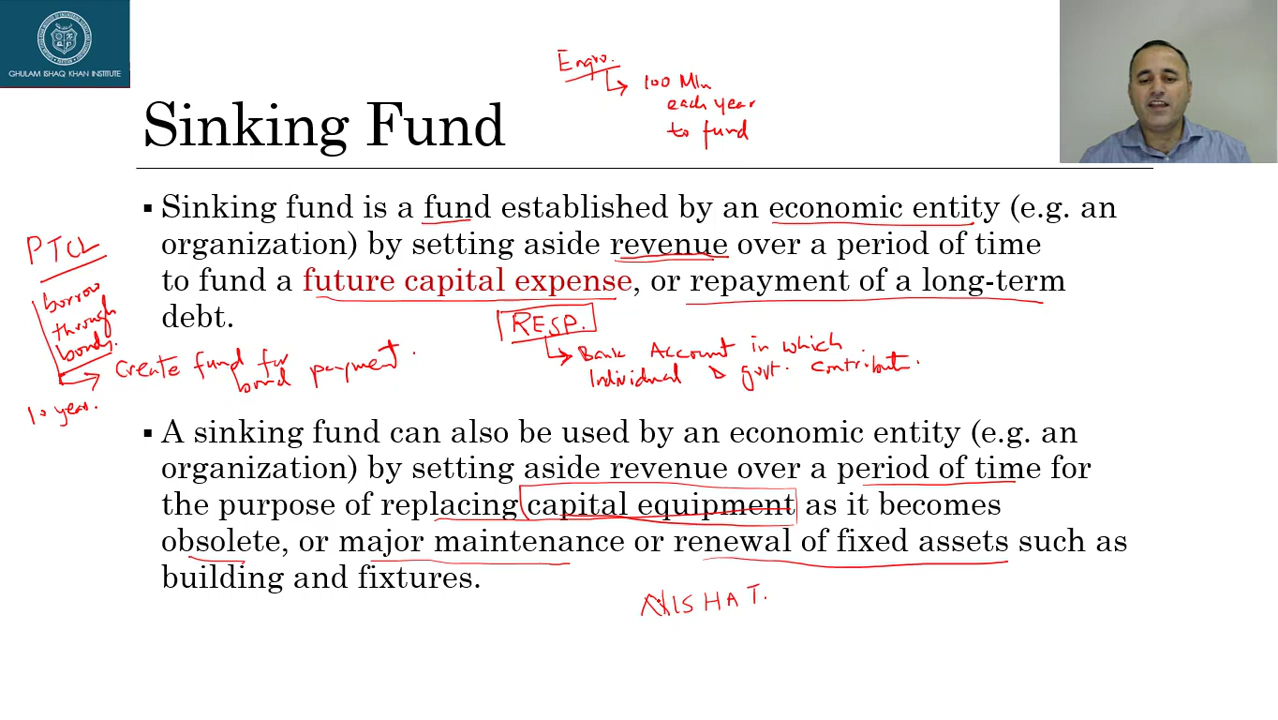 GHULAM ISHAQ KHAN INSTITUTE
Engro.
100 Mln
each year
to fund
Sinking Fund
▪ Sinking fund is a fund established by an economic entity (e.g. an
organization) by setting aside revenue over a period of time
to fund a future capital expense, or repayment of a long-term
debt.
PTCL
borrow
through
bonds.
Create fund for
bond payment.
10 year.
RESP.
Bank Account in which
Individual & govt. contribute.
▪ A sinking fund can also be used by an economic entity (e.g. an
organization) by setting aside revenue over a period of time for
the purpose of replacing capital equipment as it becomes
obsolete, or major maintenance or renewal of fixed assets such as
building and fixtures.
NISHAT.